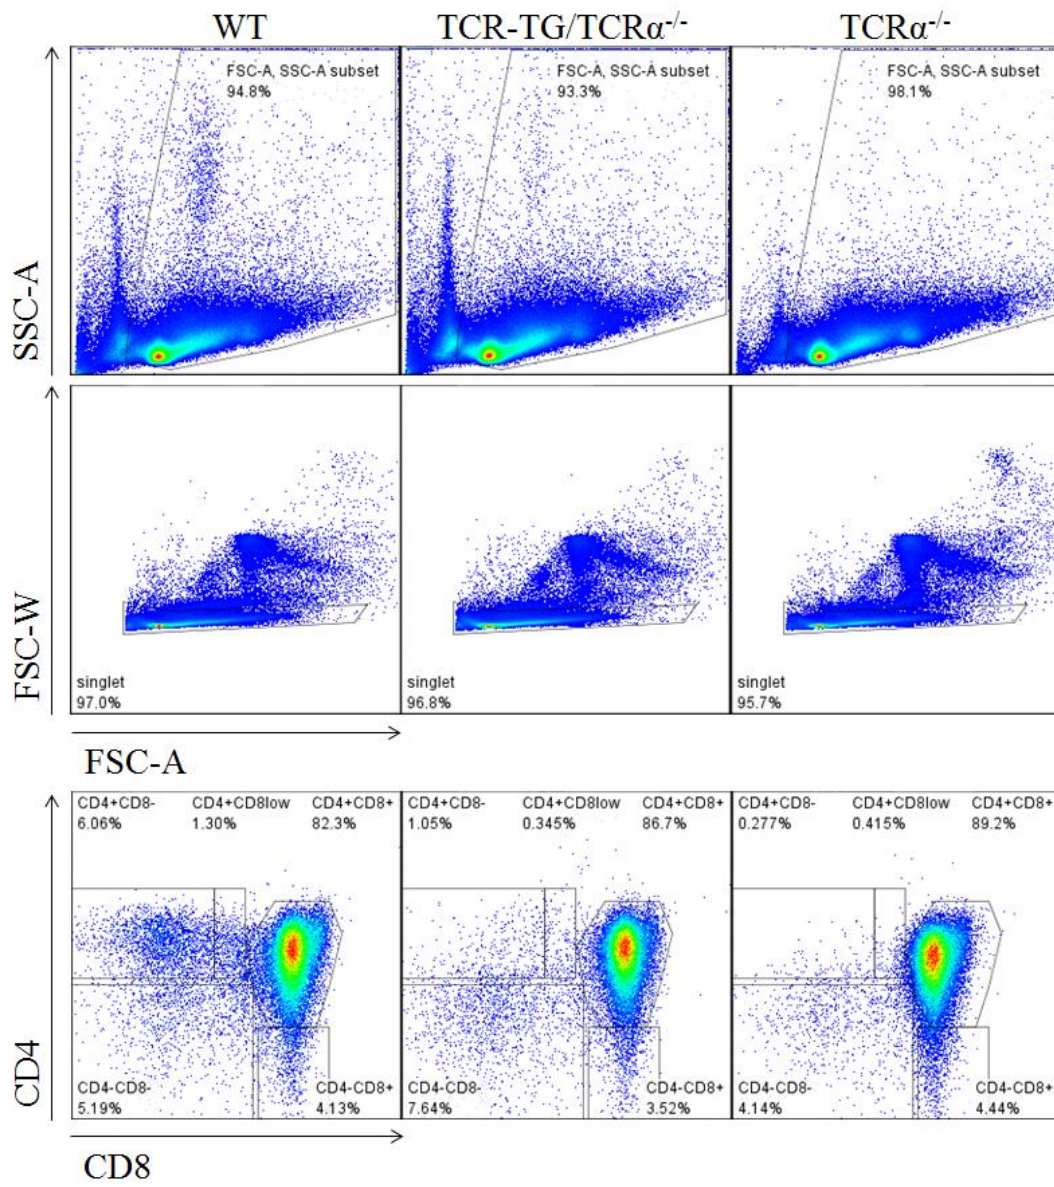 WT TCR-TG/TCRα-/- TCRα-/-
FSC-A, SSC-A subset FSC-A, SSC-A subset FSC-A, SSC-A subset
94.8% 93.3% 98.1%
SSC-A
FSC-W
singlet singlet singlet
97.0% 96.8% 95.7%
FSC-A
CD4+CD8- CD4+CD8low CD4+CD8+ CD4+CD8- CD4+CD8low CD4+CD8+ CD4+CD8- CD4+CD8low CD4+CD8+
6.06% 1.30% 82.3% 1.05% 0.345% 86.7% 0.277% 0.415% 89.2%
CD4
CD4-CD8- CD4-CD8+ CD4-CD8- CD4-CD8+ CD4-CD8- CD4-CD8+
5.19% 4.13% 7.64% 3.52% 4.14% 4.44%
CD8